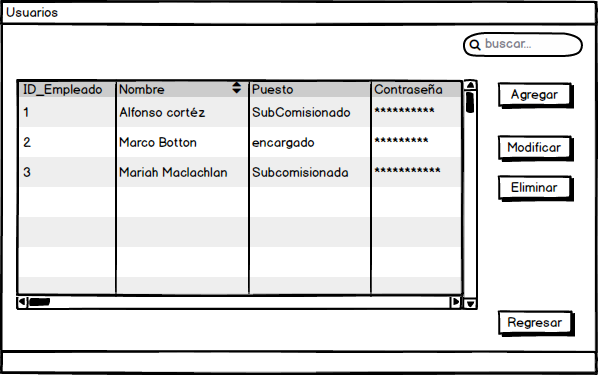 Usuarios
buscar...
ID_Empleado Nombre Puesto Contraseña
1 Alfonso cortéz SubComisionado **********
2 Marco Botton encargado *********
3 Mariah Maclachlan Subcomisionada ***********
Agregar
Modificar
Eliminar
Regresar